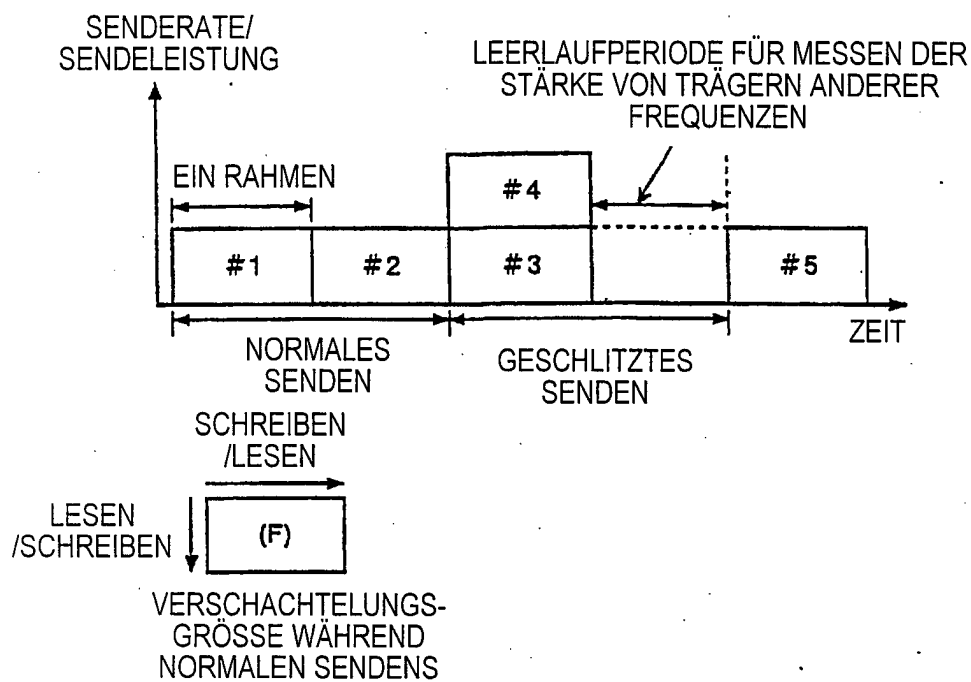 SENDERATE/
SENDELEISTUNG
LEERLAUFPERIODE FÜR MESSEN DER
STÄRKE VON TRÄGERN ANDERER
FREQUENZEN
EIN RAHMEN
#4
#1
#2
#3
#5
ZEIT
NORMALES
SENDEN
GESCHLITZTES
SENDEN
SCHREIBEN
/LESEN
LESEN
/SCHREIBEN
(F)
VERSCHACHTELUNGS-
GRÖSSE WÄHREND
NORMALEN SENDENS